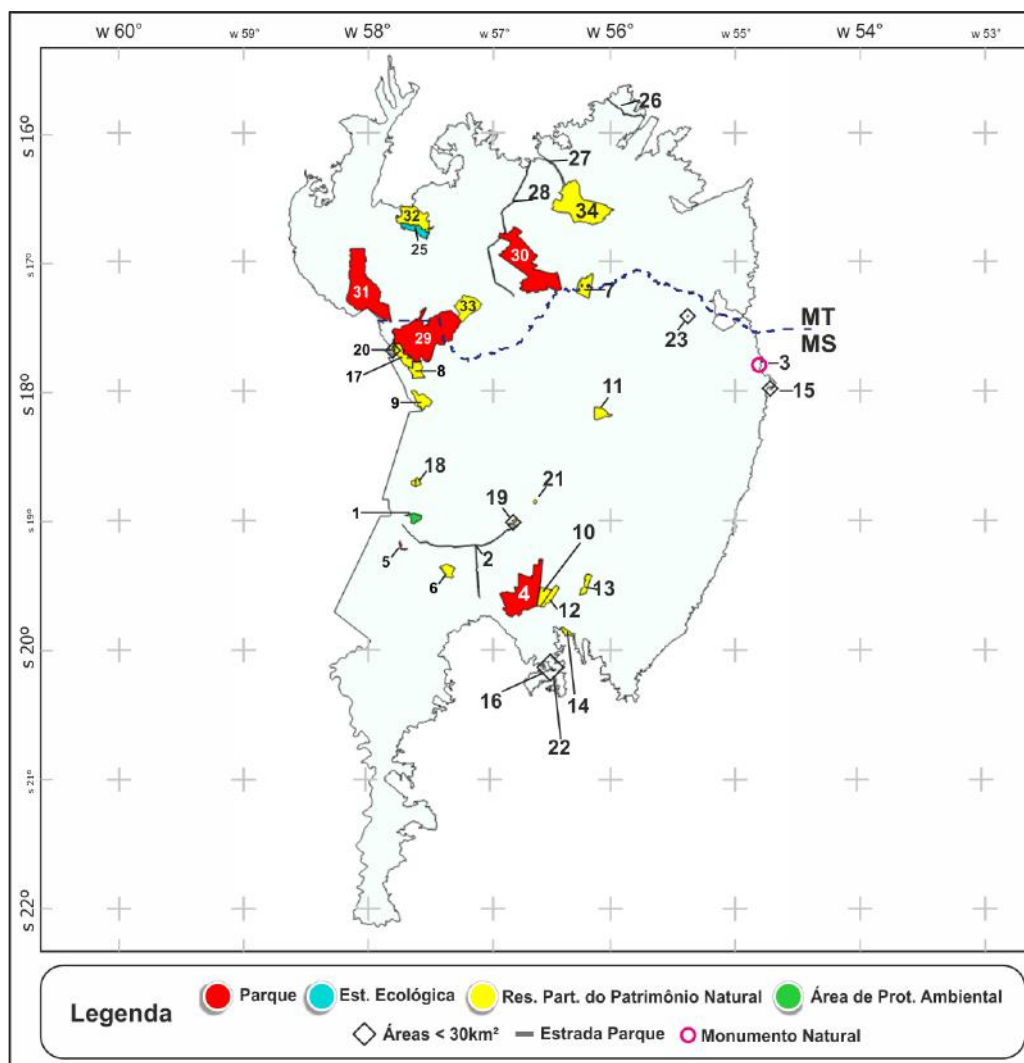 W 60° W 59° W 58° W 57° W 56° W 55° W 54° W 53°
S 16°
S 17°
S 18°
S 19°
S 20°
S 21°
S 22°
26
27
28
34
32
25
30
31
7
33
29
MT
MS
23
20
3
17
8
15
9
11
18
21
19
1
10
2
5
6
4
13
12
16
14
22
Legenda
Parque Est. Ecológica Res. Part. do Patrimônio Natural Área de Prot. Ambiental
Áreas < 30km² Estrada Parque Monumento Natural